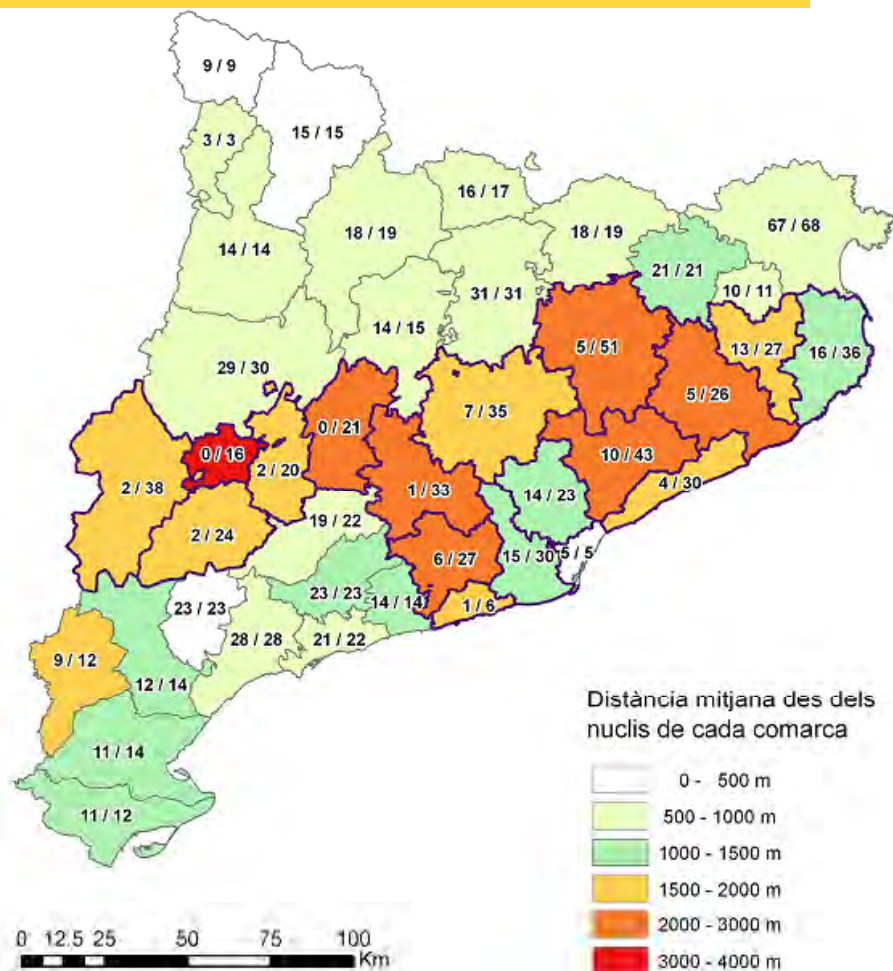 9 / 9
15 / 15
3 / 3
16 / 17
67 / 68
18 / 19
18 / 19
14 / 14
21 / 21
31 / 31
10 / 11
14 / 15
5 / 51
13 / 27
16 / 36
29 / 30
5 / 26
7 / 35
0 / 21
0 / 16
10 / 43
2 / 20
4 / 30
2 / 38
1 / 33
14 / 23
19 / 22
2 / 24
15 / 30
5 / 5
6 / 27
23 / 23
14 / 14
23 / 23
1 / 6
28 / 28
21 / 22
9 / 12
12 / 14
11 / 14
11 / 12
Distància mitjana des dels
nuclis de cada comarca
0 - 500 m
500 - 1000 m
1000 - 1500 m
1500 - 2000 m
2000 - 3000 m
3000 - 4000 m
0 12.5 25 50 75 100
Km